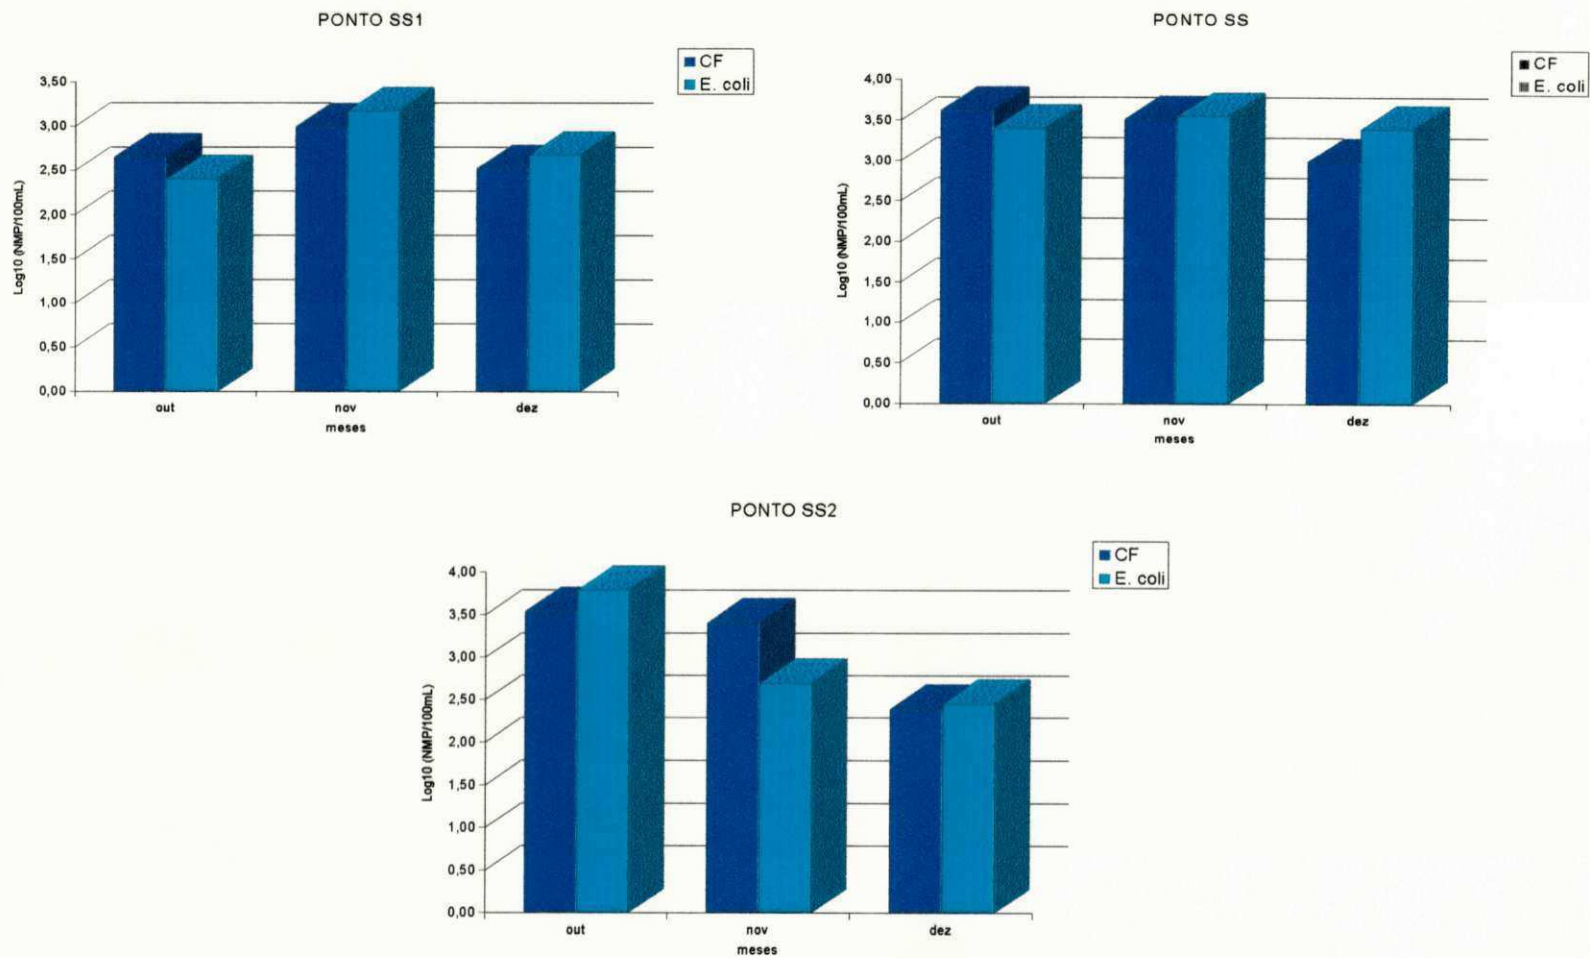 PONTO SS1
CF
E. coli
3,50
3,00
2,50
2,00
1,50
1,00
0,50
0,00
Log10 (NMP/100mL)
out
nov
dez
meses
PONTO SS
CF
E. coli
4,00
3,50
3,00
2,50
2,00
1,50
1,00
0,50
0,00
Log10 (NMP/100mL)
out
nov
dez
meses
PONTO SS2
CF
E. coli
4,00
3,50
3,00
2,50
2,00
1,50
1,00
0,50
0,00
Log10 (NMP/100mL)
out
nov
dez
meses